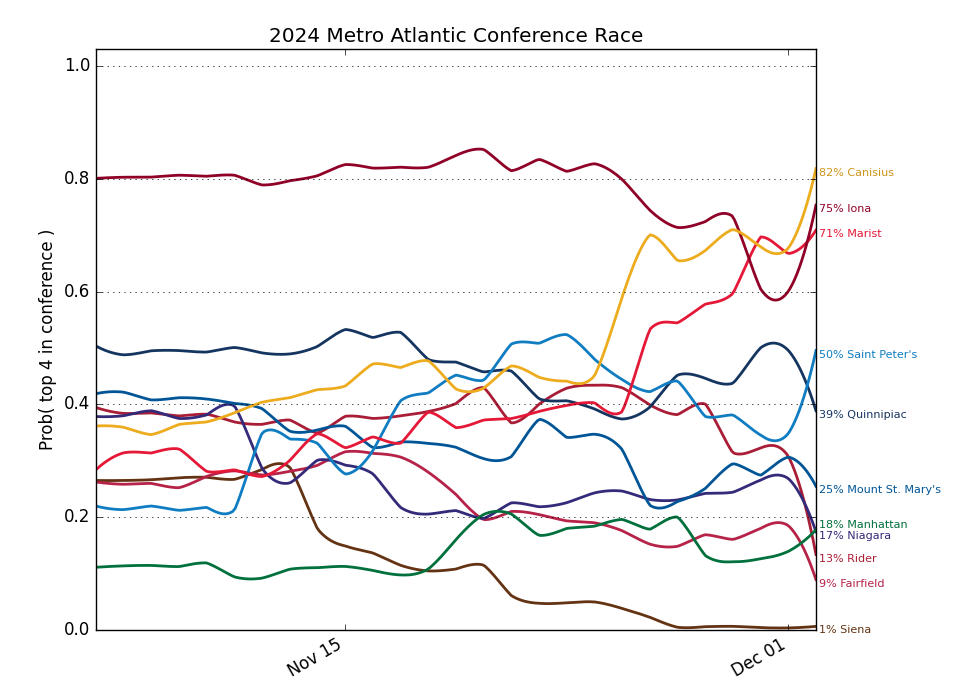 2024 Metro Atlantic Conference Race
Prob( top 4 in conference )
1.0
0.8
0.6
0.4
0.2
0.0
Nov 15
Dec 01
82% Canisius
75% Iona
71% Marist
50% Saint Peter's
39% Quinnipiac
25% Mount St. Mary's
18% Manhattan
17% Niagara
13% Rider
9% Fairfield
1% Siena